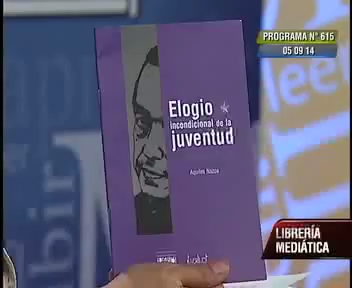 PROGRAMA N° 615
05 09 14
Elogio
incondicional de la
juventud
Aquiles Nazoa
LIBRERÍA
MEDIÁTICA